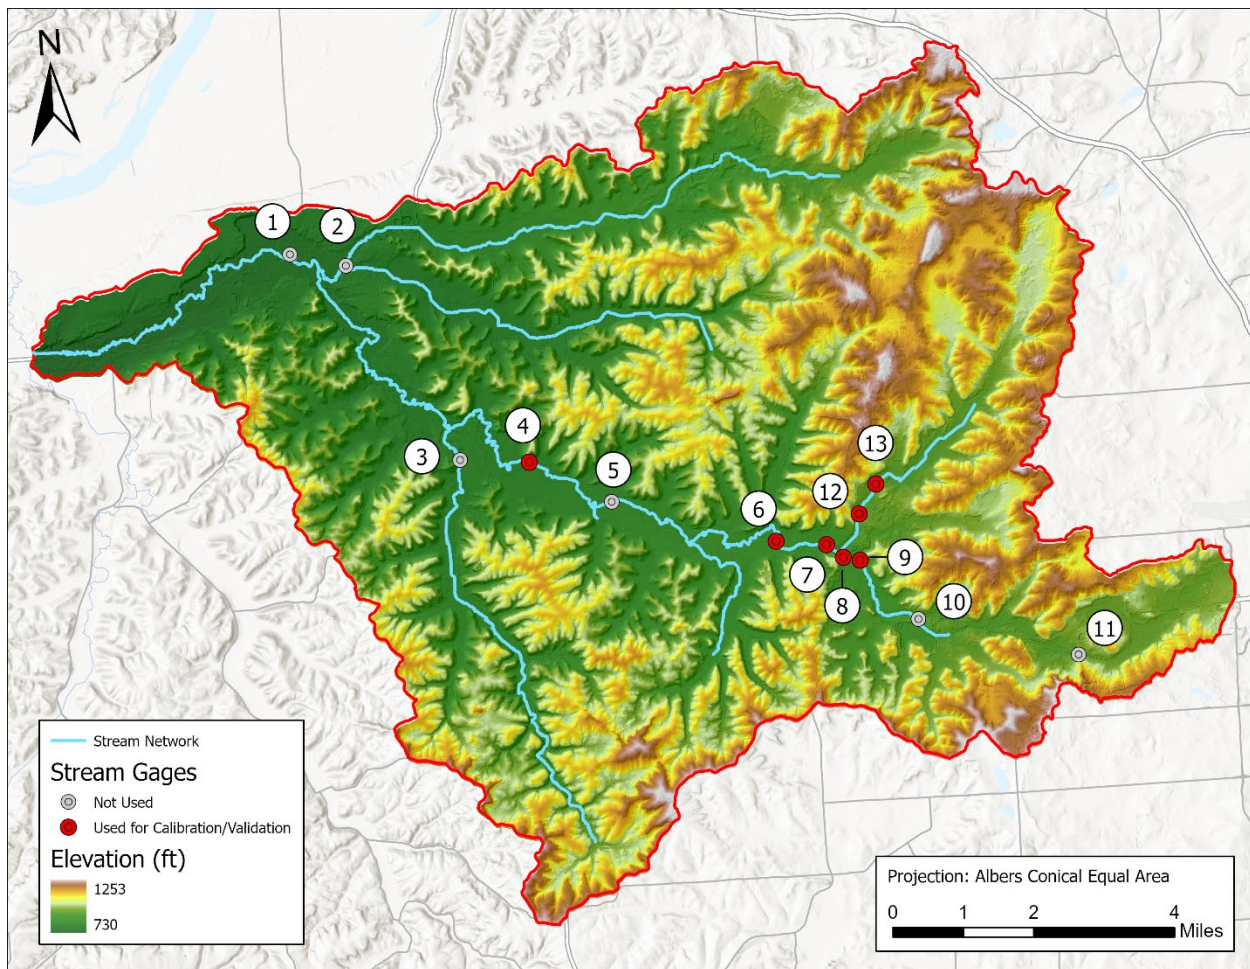 N
1
2
3
4
5
6
7
8
9
10
11
12
13
Stream Network
Stream Gages
Not Used
Used for Calibration/Validation
Elevation (ft)
1253
730
Projection: Albers Conical Equal Area
0 1 2 4
Miles